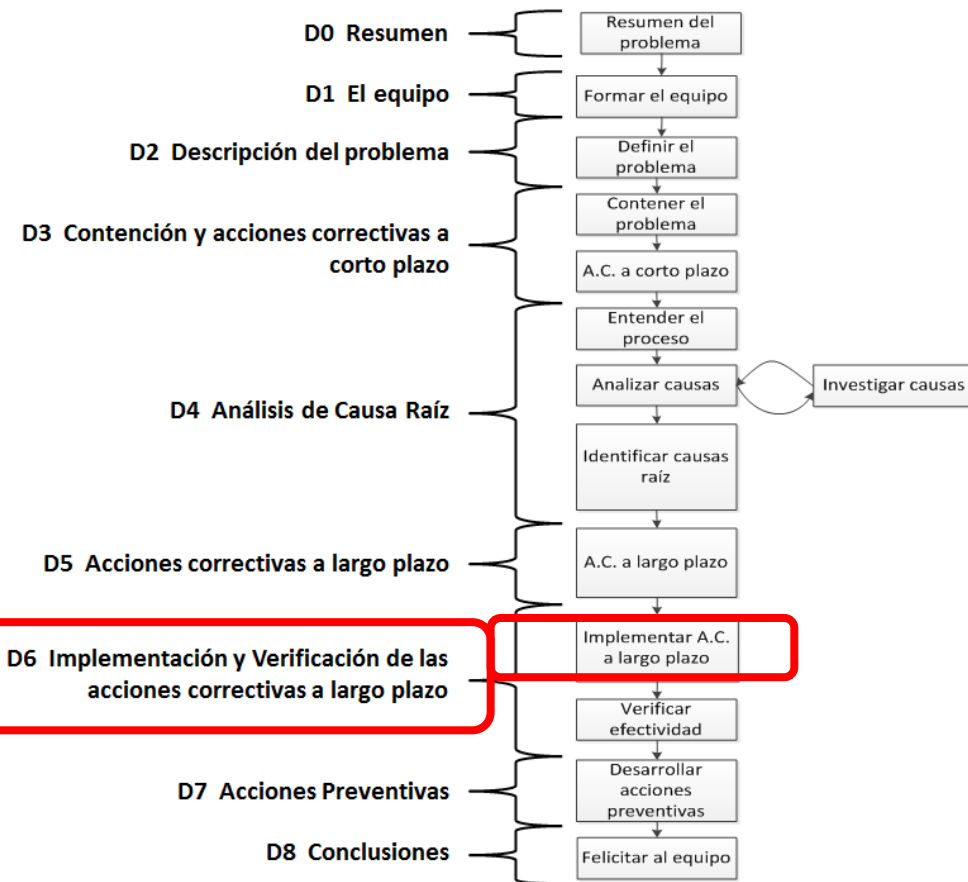 D0 Resumen
Resumen del
problema
D1 El equipo
Formar el equipo
D2 Descripción del problema
Definir el
problema
D3 Contención y acciones correctivas a
corto plazo
Contener el
problema
A.C. a corto plazo
D4 Análisis de Causa Raíz
Entender el
proceso
Analizar causas
Investigar causas
Identificar causas
raíz
D5 Acciones correctivas a largo plazo
A.C. a largo plazo
D6 Implementación y Verificación de las
acciones correctivas a largo plazo
Implementar A.C.
a largo plazo
Verificar
efectividad
D7 Acciones Preventivas
Desarrollar
acciones
preventivas
D8 Conclusiones
Felicitar al equipo